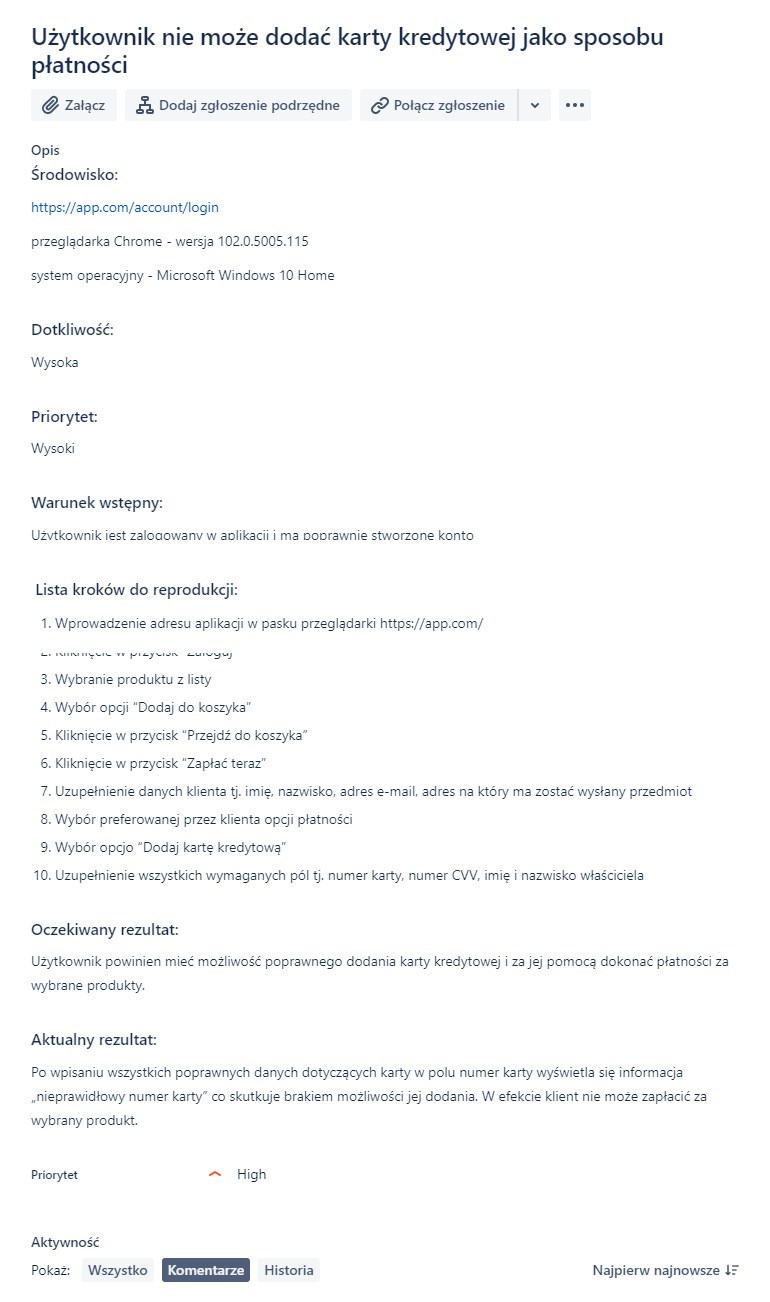 Użytkownik nie może dodać karty kredytowej jako sposobu
płatności
Załącz
Dodaj zgłoszenie podrzędne
Połącz zgłoszenie
Opis
Środowisko:
https://app.com/account/login
przeglądarka Chrome - wersja 102.0.5005.115
system operacyjny - Microsoft Windows 10 Home
Dotkliwość:
Wysoka
Priorytet:
Wysoki
Warunek wstępny:
Użytkownik jest zalogowany w aplikacji i ma poprawnie stworzone konto
Lista kroków do reprodukcji:
1. Wprowadzenie adresu aplikacji w pasku przeglądarki https://app.com/
2. Kliknięcie w przycisk “Zaloguj
3. Wybranie produktu z listy
4. Wybór opcji “Dodaj do koszyka”
5. Kliknięcie w przycisk “Przejdź do koszyka”
6. Kliknięcie w przycisk “Zapłać teraz”
7. Uzupełnienie danych klienta tj. imię, nazwisko, adres e-mail, adres na który ma zostać wysłany przedmiot
8. Wybór preferowanej przez klienta opcji płatności
9. Wybór opcjo “Dodaj kartę kredytową”
10. Uzupełnienie wszystkich wymaganych pól tj. numer karty, numer CVV, imię i nazwisko właściciela
Oczekiwany rezultat:
Użytkownik powinien mieć możliwość poprawnego dodania karty kredytowej i za jej pomocą dokonać płatności za
wybrane produkty.
Aktualny rezultat:
Po wpisaniu wszystkich poprawnych danych dotyczących karty w polu numer karty wyświetla się informacja
„nieprawidłowy numer karty” co skutkuje brakiem możliwości jej dodania. W efekcie klient nie może zapłacić za
wybrany produkt.
Priorytet High
Aktywność
Pokaż: Wszystko Komentarze Historia Najpierw najnowsze